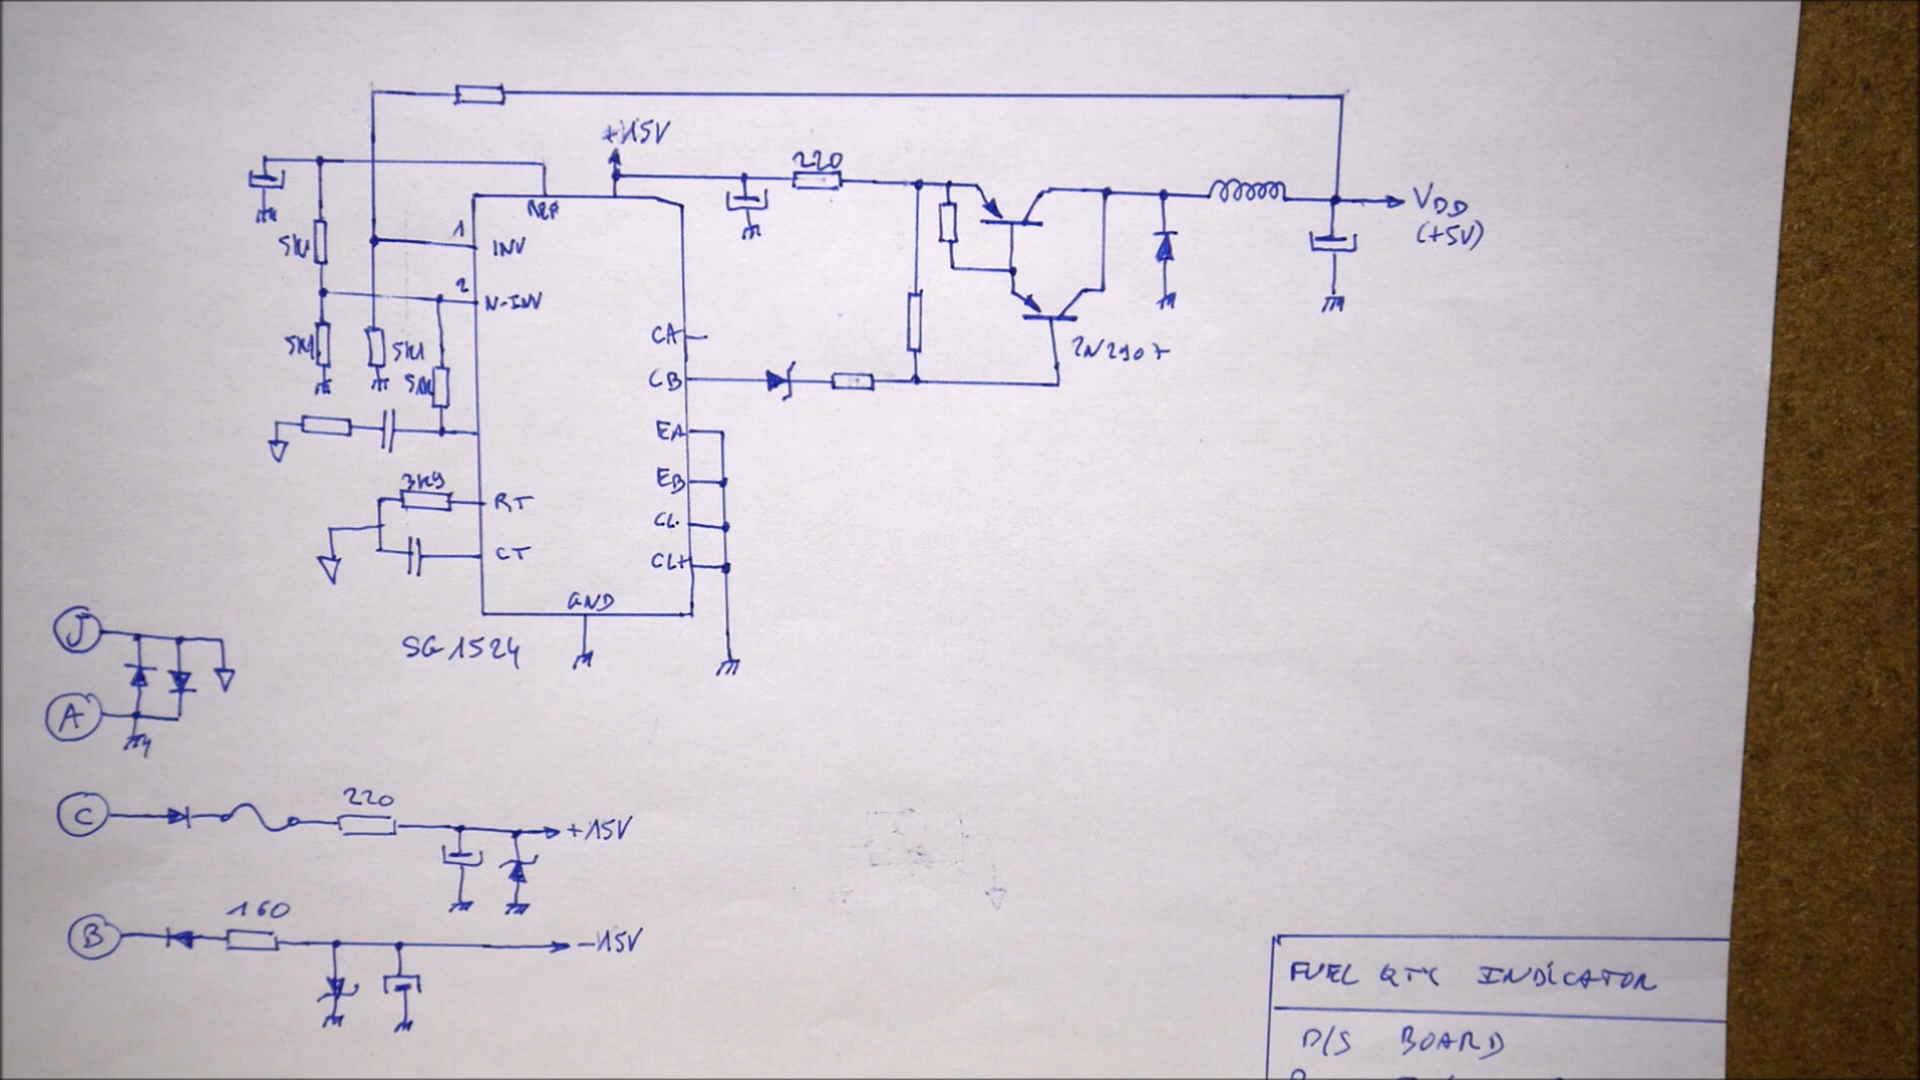 +15V
220
REF
5k1
1
INV
2
N-INV
5k1
5k1
CA
CB
2N2907
VDD
(+5V)
EA
EB
3k9
RT
CL-
CT
CL+
GND
SG1524
J
A
C
220
+15V
B
160
-15V
FUEL QTY INDICATOR
P/S BOARD